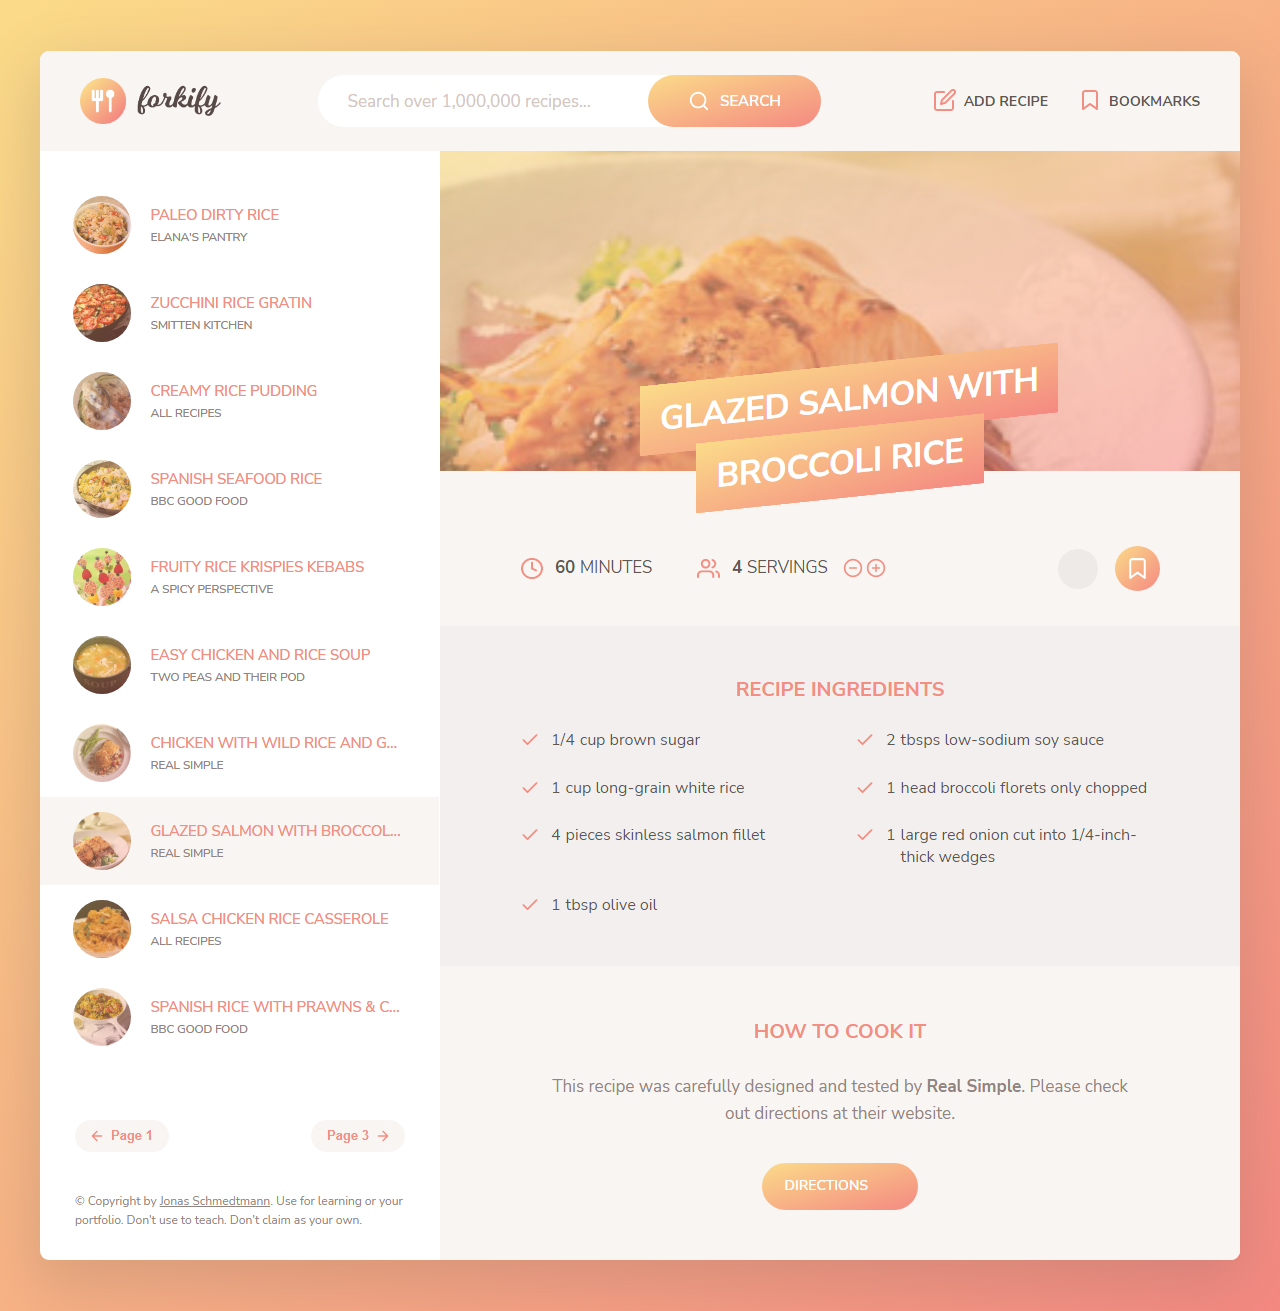 forkify
Search over 1,000,000 recipes...
SEARCH
ADD RECIPE
BOOKMARKS
PALEO DIRTY RICE
ELANA'S PANTRY
ZUCCHINI RICE GRATIN
SMITTEN KITCHEN
CREAMY RICE PUDDING
ALL RECIPES
SPANISH SEAFOOD RICE
BBC GOOD FOOD
FRUITY RICE KRISPIES KEBABS
A SPICY PERSPECTIVE
EASY CHICKEN AND RICE SOUP
TWO PEAS AND THEIR POD
CHICKEN WITH WILD RICE AND G...
REAL SIMPLE
GLAZED SALMON WITH BROCCOL...
REAL SIMPLE
SALSA CHICKEN RICE CASSEROLE
ALL RECIPES
SPANISH RICE WITH PRAWNS & C...
BBC GOOD FOOD
Page 1
Page 3
© Copyright by Jonas Schmedtmann. Use for learning or your
portfolio. Don't use to teach. Don't claim as your own.
GLAZED SALMON WITH
BROCCOLI RICE
60 MINUTES
4 SERVINGS
RECIPE INGREDIENTS
1/4 cup brown sugar
2 tbsps low-sodium soy sauce
1 cup long-grain white rice
1 head broccoli florets only chopped
4 pieces skinless salmon fillet
1 large red onion cut into 1/4-inch-
thick wedges
1 tbsp olive oil
HOW TO COOK IT
This recipe was carefully designed and tested by Real Simple. Please check
out directions at their website.
DIRECTIONS